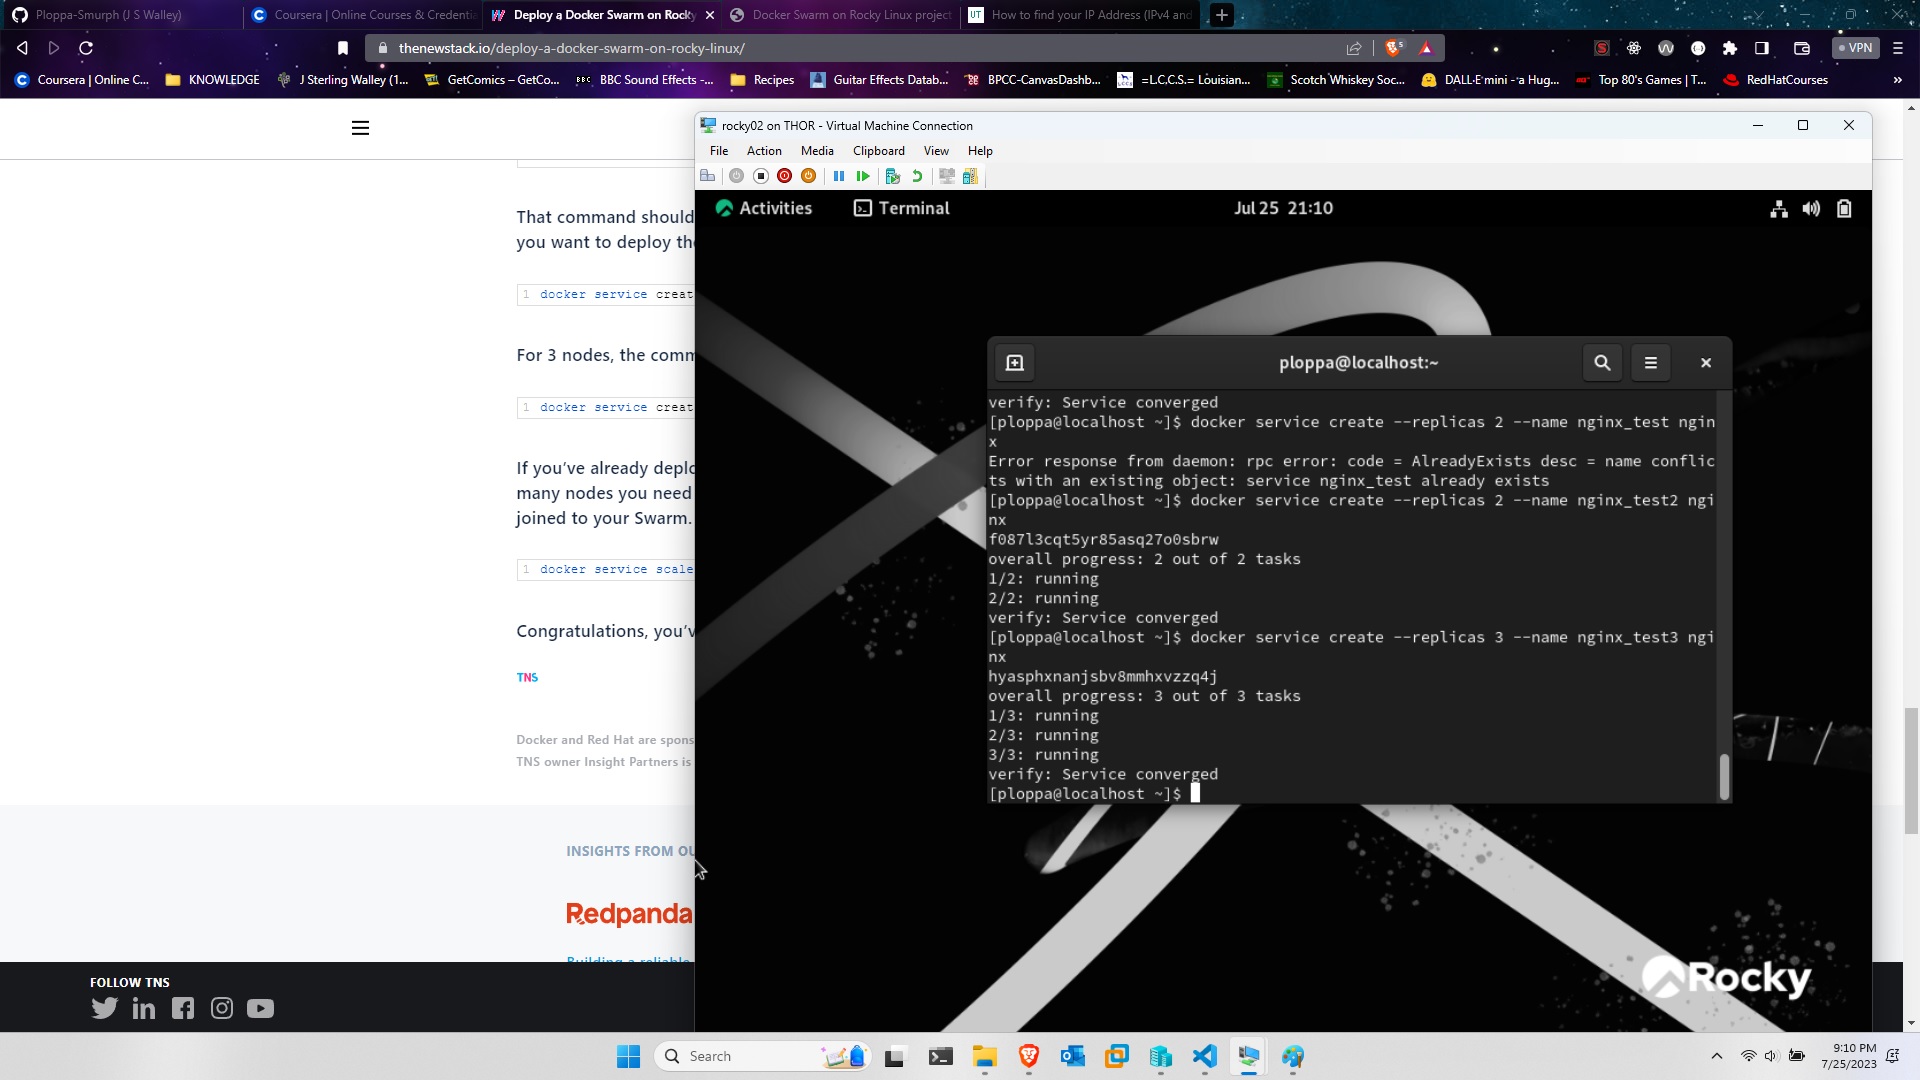 Ploppa-Smurph (J S Walley)
Coursera | Online Courses & Credentia
Deploy a Docker Swarm on Rocky
Docker Swarm on Rocky Linux project
UT How to find your IP Address (IPv4 and
thenewstack.io/deploy-a-docker-swarm-on-rocky-linux/
VPN
Coursera | Online C...
KNOWLEDGE
J Sterling Walley (1...
GetComics – GetCo...
BBC Sound Effects -...
Recipes
Guitar Effects Datab...
BPCC-CanvasDashb...
=L.C,C.S.= Louisian...
Scotch Whiskey Soc...
DALL·E mini - a Hug...
Top 80's Games | T...
RedHatCourses
That command should
you want to deploy the
1 docker service creat
For 3 nodes, the comm
1 docker service creat
If you've already deplo
many nodes you need
joined to your Swarm.
1 docker service scale
Congratulations, you'v
TNS
Docker and Red Hat are spons
TNS owner Insight Partners is
INSIGHTS FROM OU
Redpanda
Building a reliable
FOLLOW TNS
rocky02 on THOR - Virtual Machine Connection
File Action Media Clipboard View Help
Activities
Terminal
Jul 25 21:10
ploppa@localhost:~
verify: Service converged
[ploppa@localhost ~]$ docker service create --replicas 2 --name nginx_test ngin
x
Error response from daemon: rpc error: code = AlreadyExists desc = name conflic
ts with an existing object: service nginx_test already exists
[ploppa@localhost ~]$ docker service create --replicas 2 --name nginx_test2 ngi
nx
f087l3cqt5yr85asq27o0sbrw
overall progress: 2 out of 2 tasks
1/2: running
2/2: running
verify: Service converged
[ploppa@localhost ~]$ docker service create --replicas 3 --name nginx_test3 ngi
nx
hyasphxnanjsbv8mmhxvzzq4j
overall progress: 3 out of 3 tasks
1/3: running
2/3: running
3/3: running
verify: Service converged
[ploppa@localhost ~]$
Rocky
Search
9:10 PM
7/25/2023